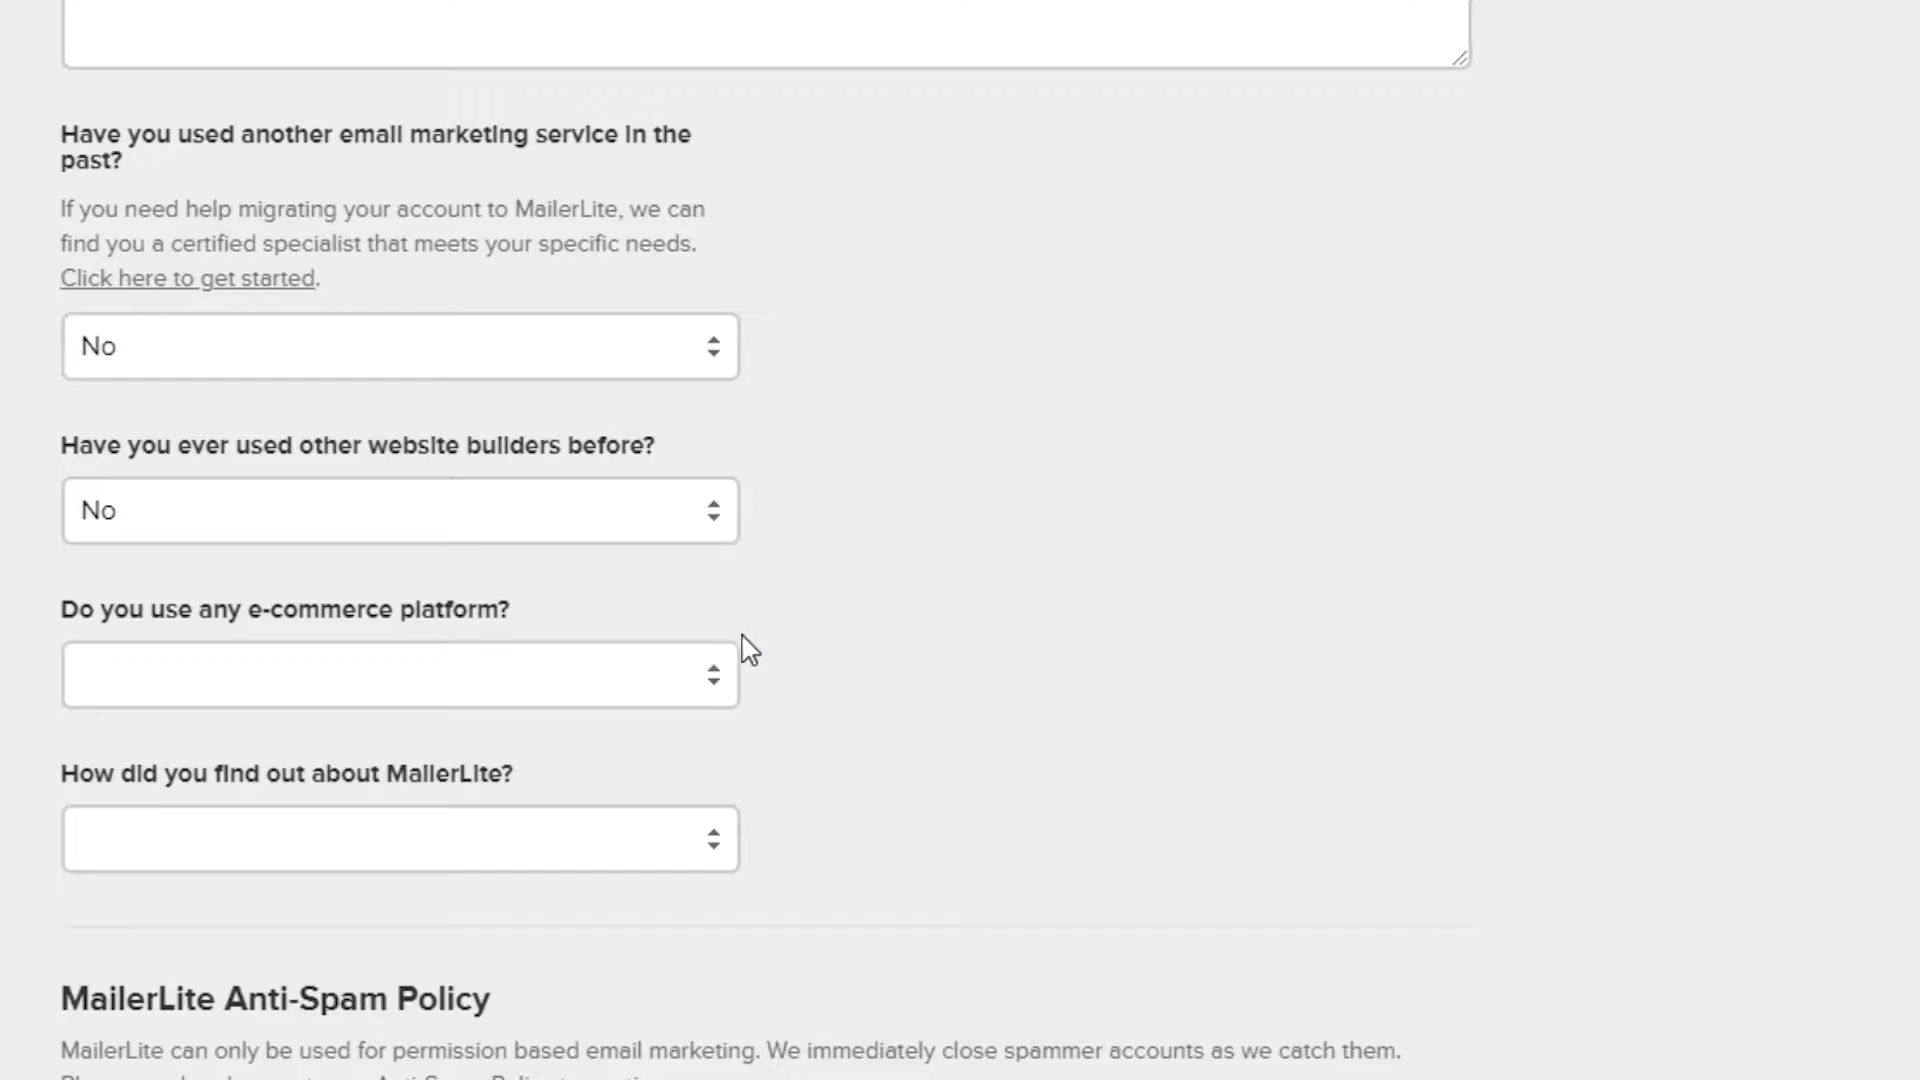 Have you used another email marketing service in the
past?
If you need help migrating your account to MailerLite, we can
find you a certified specialist that meets your specific needs.
Click here to get started.
No
Have you ever used other website builders before?
No
Do you use any e-commerce platform?
How did you find out about MailerLite?
MailerLite Anti-Spam Policy
MailerLite can only be used for permission based email marketing. We immediately close spammer accounts as we catch them.